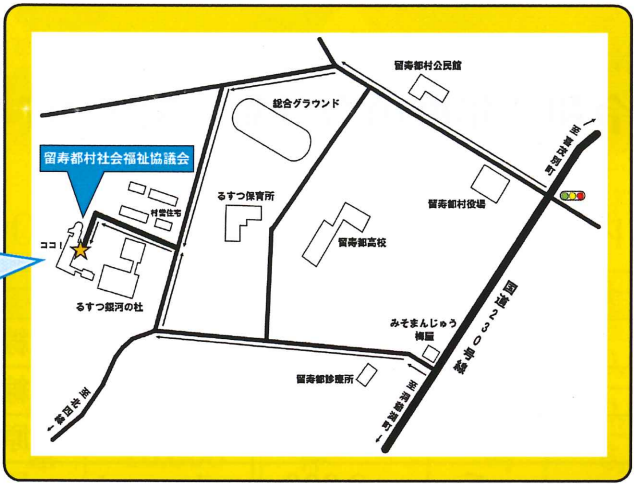 留寿都村公民館
総合グラウンド
至喜茂別町
留寿都村社会福祉協議会
村営住宅
るすつ保育所
留寿都村役場
ココ！
留寿都高校
るすつ銀河の杜
国道230号線
みそまんじゅう
梅屋
留寿都診療所
至洞爺湖町
至北四線